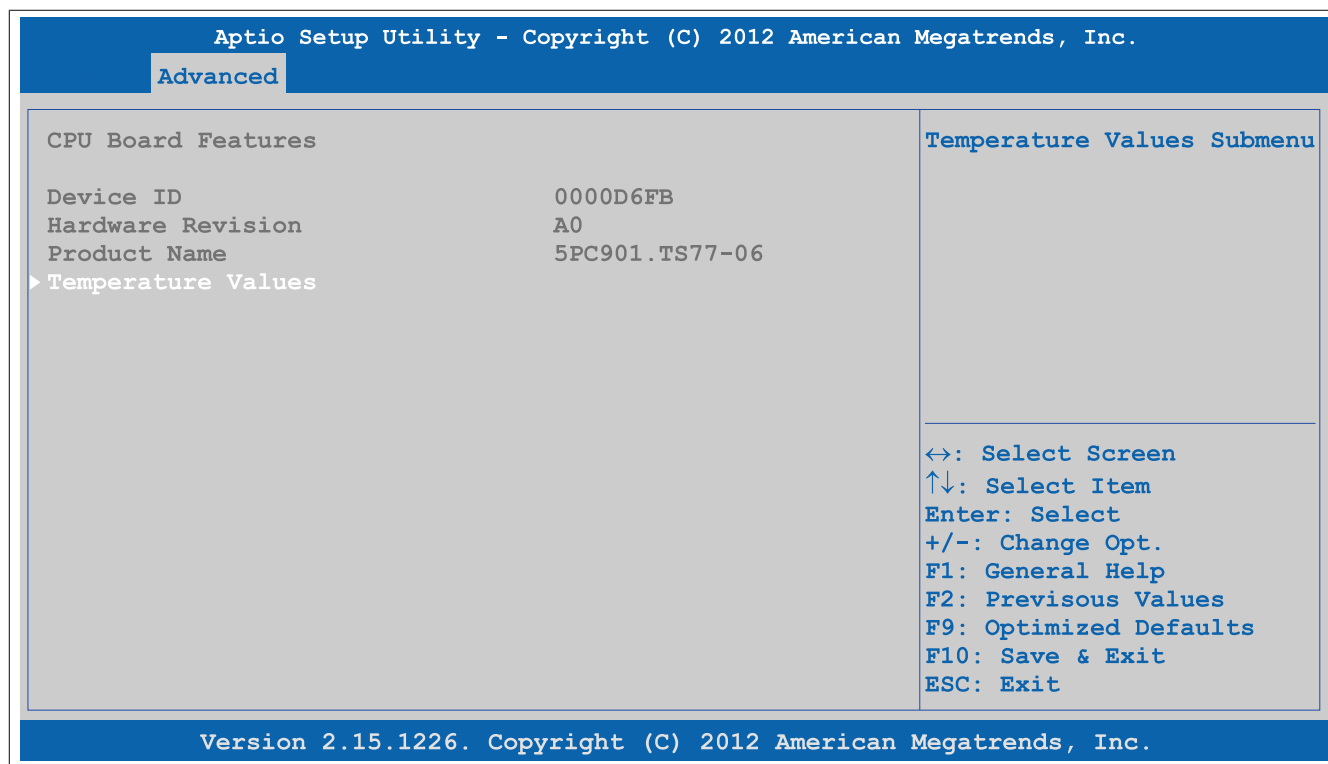 Aptio Setup Utility - Copyright (C) 2012 American Megatrends, Inc.
Advanced
CPU Board Features
Device ID 0000D6FB
Hardware Revision A0
Product Name 5PC901.TS77-06
Temperature Values
Temperature Values Submenu
↔: Select Screen
↑↓: Select Item
Enter: Select
+/-: Change Opt.
F1: General Help
F2: Previsous Values
F9: Optimized Defaults
F10: Save & Exit
ESC: Exit
Version 2.15.1226. Copyright (C) 2012 American Megatrends, Inc.